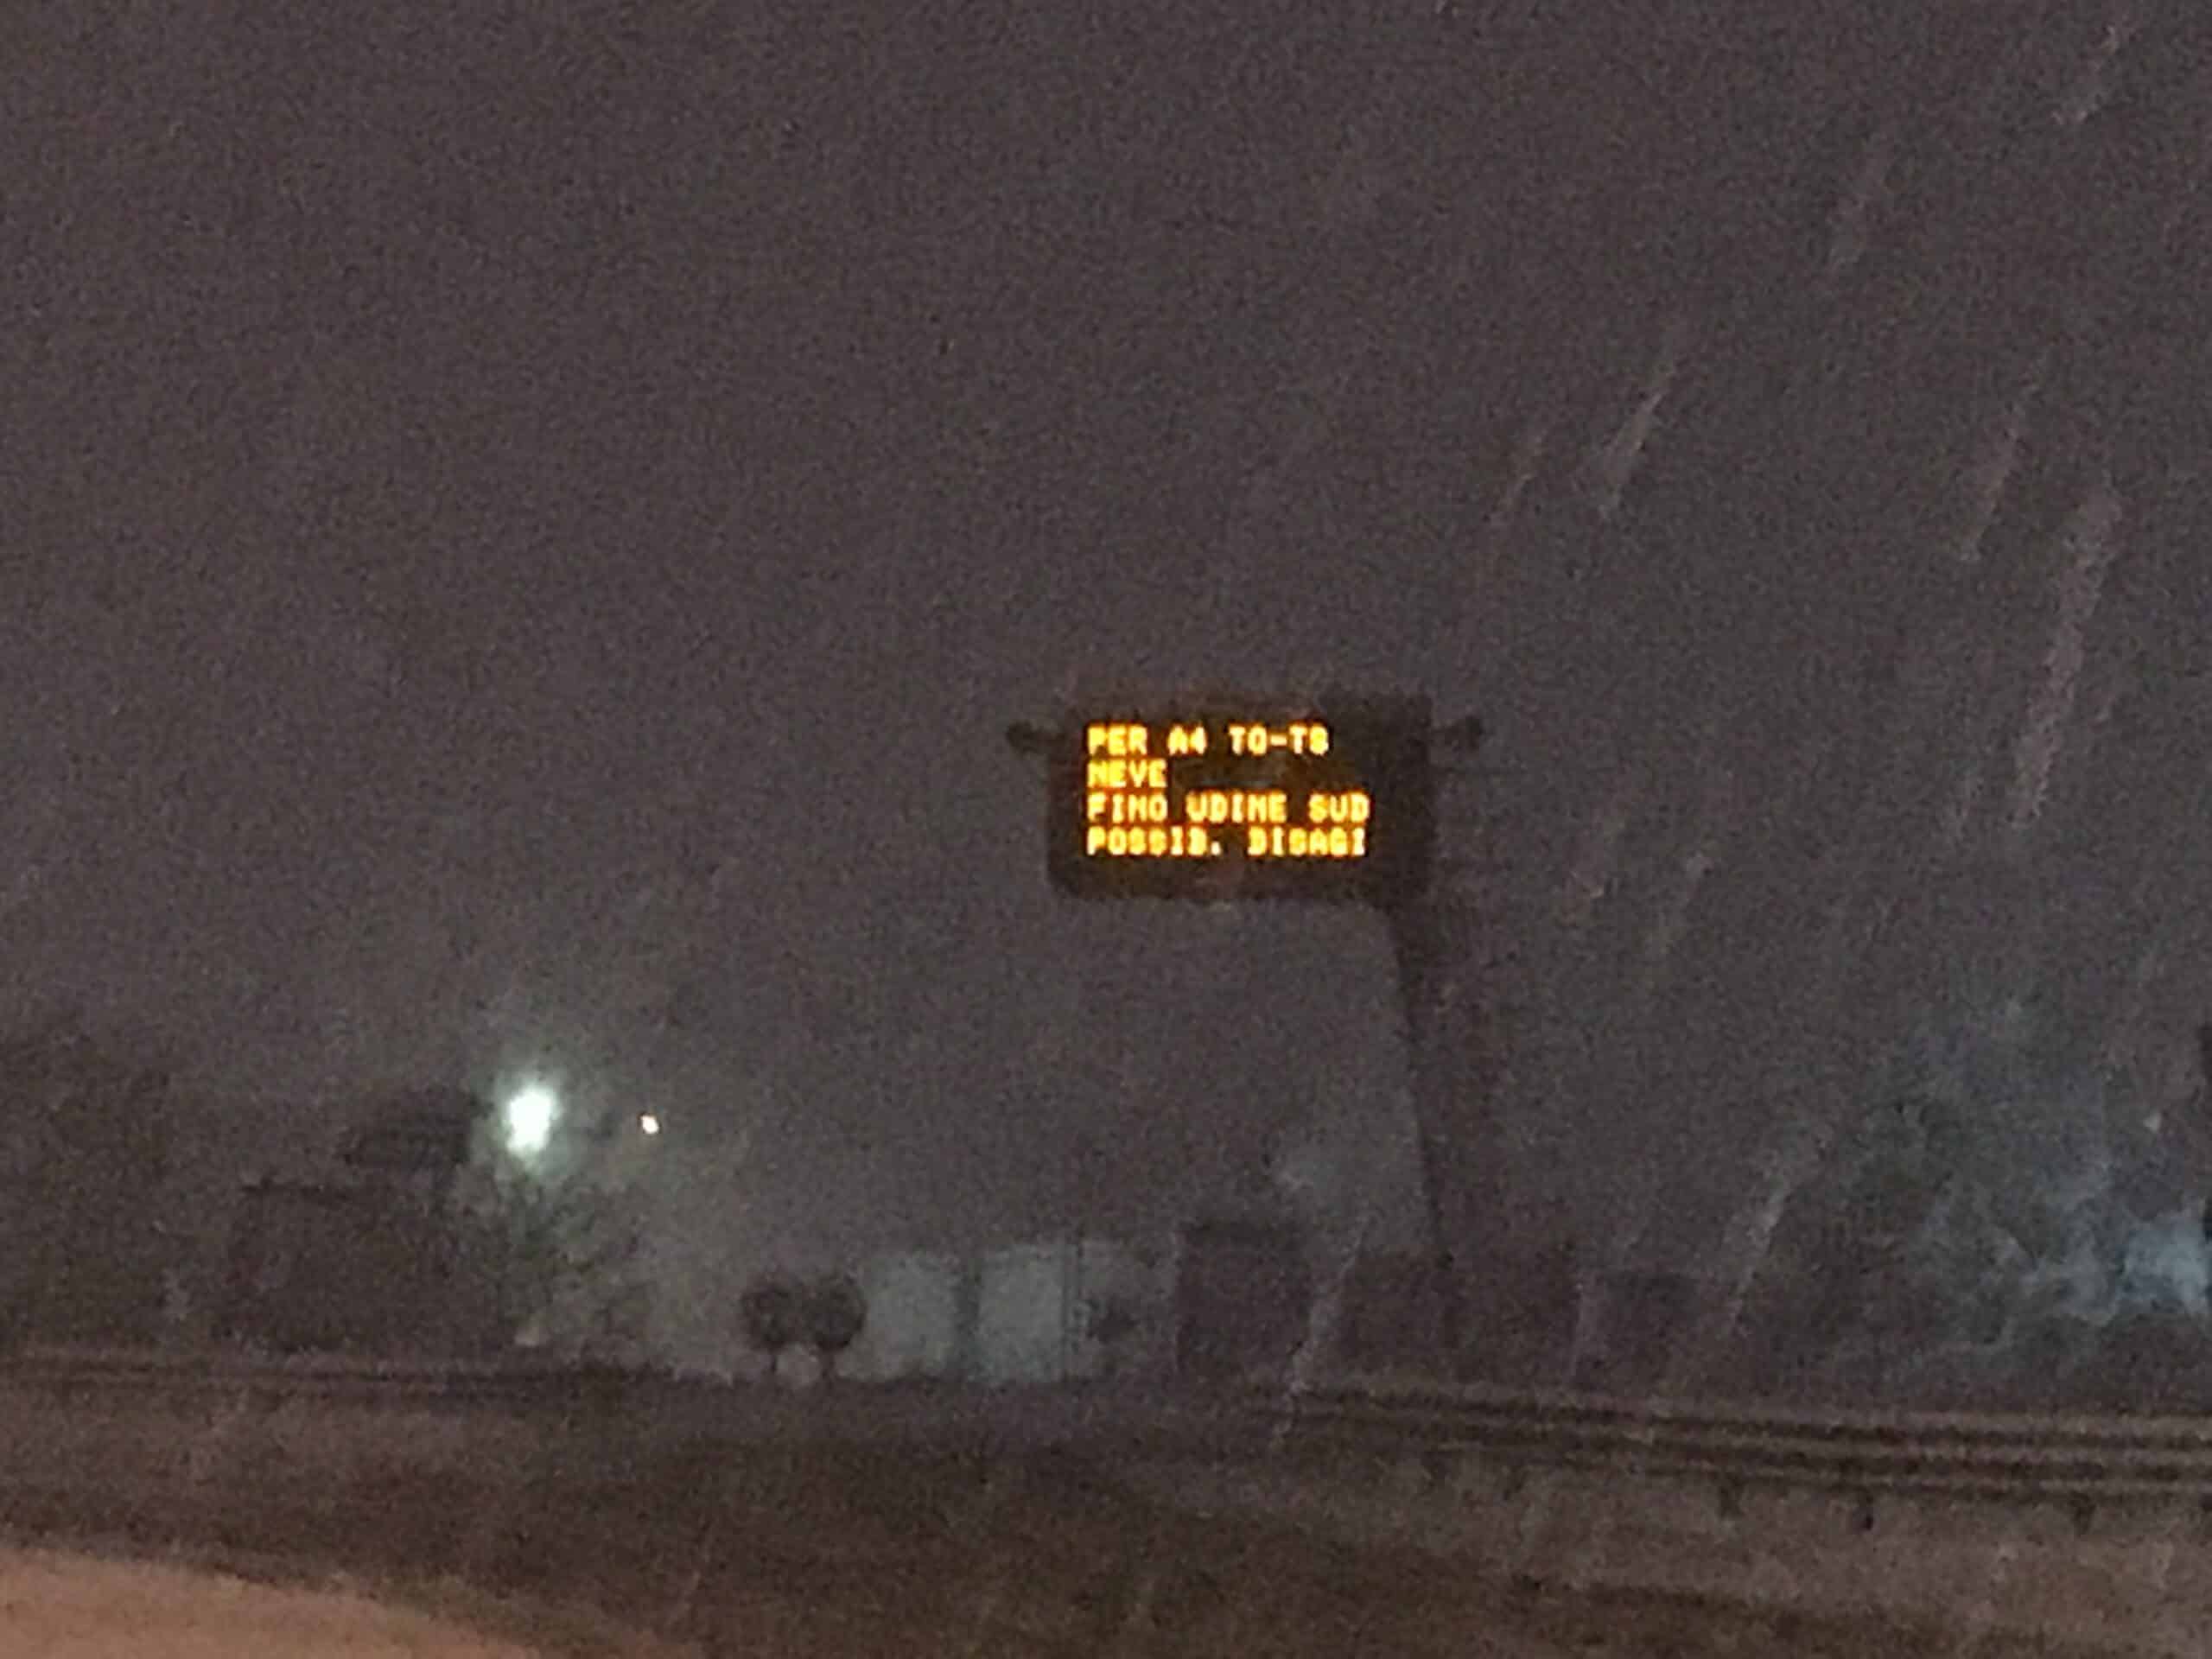 PER A4 TO-TS
NEVE
FINO UDINE SUD
POSSIB. DISAGI